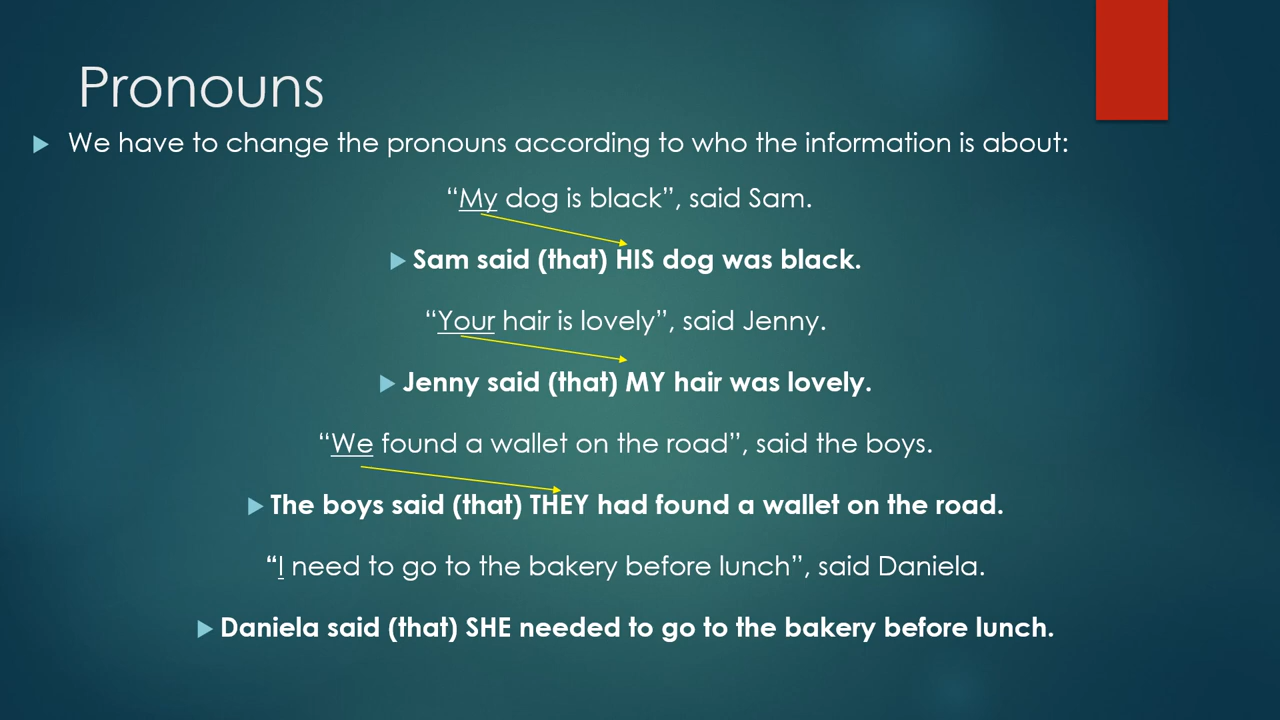 Pronouns
We have to change the pronouns according to who the information is about:
“My dog is black”, said Sam.
Sam said (that) HIS dog was black.
“Your hair is lovely”, said Jenny.
Jenny said (that) MY hair was lovely.
“We found a wallet on the road”, said the boys.
The boys said (that) THEY had found a wallet on the road.
“I need to go to the bakery before lunch”, said Daniela.
Daniela said (that) SHE needed to go to the bakery before lunch.